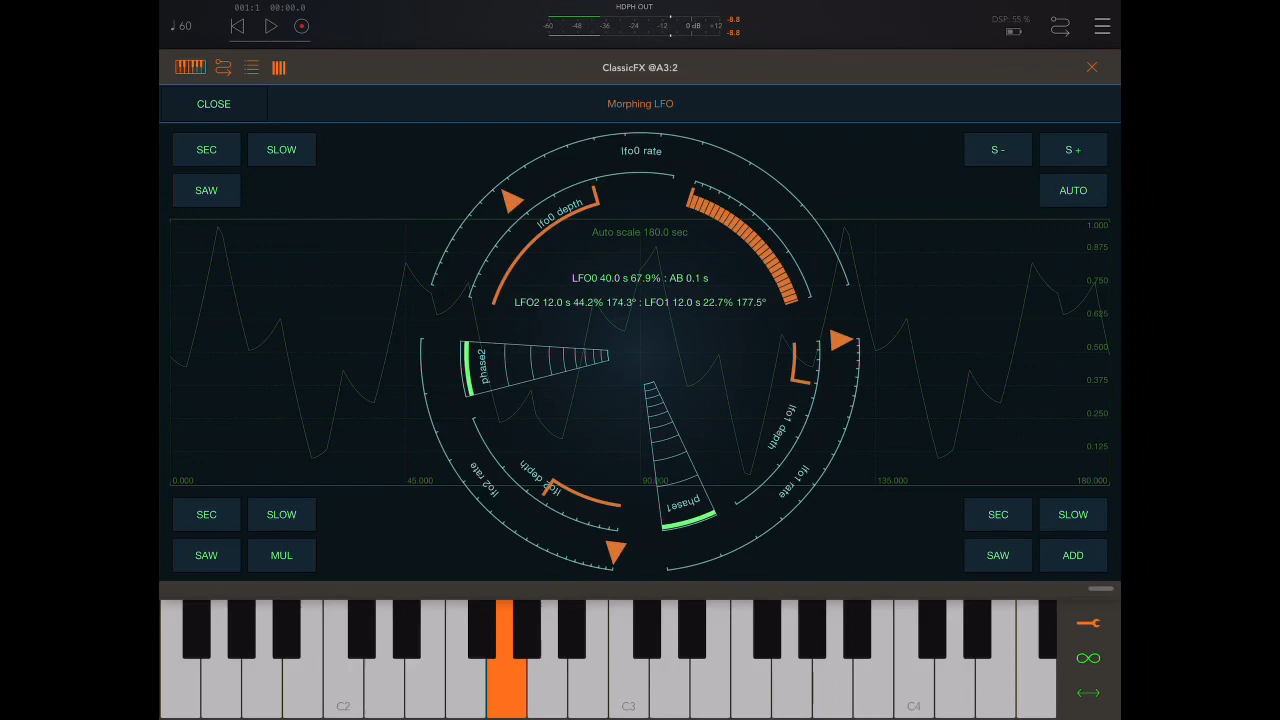 001:1 00:00.0
60
HDPH OUT
-60 -48 -36 -24 -12 0 dB +12
-8.8
-8.8
DSP: 55 %
ClassicFX @A3:2
CLOSE
Morphing LFO
SEC SLOW
SAW
S - S +
AUTO
lfo0 rate
lfo0 depth
Auto scale 180.0 sec
LFO0 40.0 s 67.9% : AB 0.1 s
LFO2 12.0 s 44.2% 174.3º : LFO1 12.0 s 22.7% 177.5º
1.000
0.875
0.750
0.625
0.500
0.375
0.250
0.125
phase2
lfo1 depth
lfo2 rate
lfo2 depth
lfo1 rate
phase1
0.000 45.000 90.000 135.000 180.000
SEC SLOW
SAW MUL
SEC SLOW
SAW ADD
C2 C3 C4